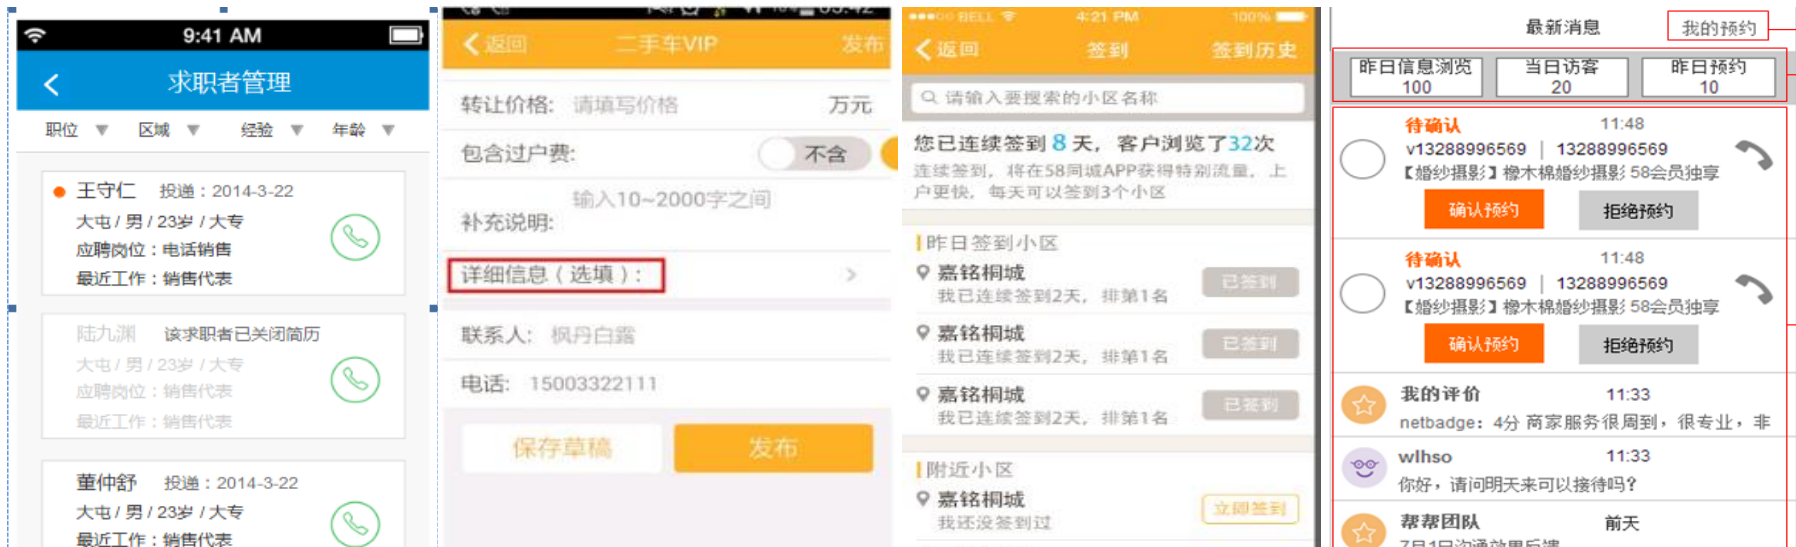 9:41 AM
求职者管理
职位 区域 经验 年龄
王守仁 投递：2014-3-22
大屯 / 男 / 23岁 / 大专
应聘岗位：电话销售
最近工作：销售代表
陆九渊 该求职者已关闭简历
大屯 / 男 / 23岁 / 大专
应聘岗位：销售代表
最近工作：销售代表
董仲舒 投递：2014-3-22
大屯 / 男 / 23岁 / 大专
最近工作：销售代表
返回 二手车VIP 发布
转让价格: 请填写价格 万元
包含过户费: 不含
输入10~2000字之间
补充说明:
详细信息（选填）:
联系人: 枫丹白露
电话: 15003322111
保存草稿 发布
BELL 4:21 PM 100%
返回 签到 签到历史
请输入要搜索的小区名称
您已连续签到 8 天，客户浏览了32次
连续签到，将在58同城APP获得特别流量，上
户更快，每天可以签到3个小区
昨日签到小区
嘉铭桐城 已签到
我已连续签到2天，排第1名
嘉铭桐城 已签到
我已连续签到2天，排第1名
嘉铭桐城 已签到
我已连续签到2天，排第1名
附近小区
嘉铭桐城 立即签到
我还没签到过
最新消息 我的预约
昨日信息浏览 当日访客 昨日预约
100 20 10
待确认 11:48
v13288996569 | 13288996569
【婚纱摄影】橡木棉婚纱摄影 58会员独享
确认预约 拒绝预约
待确认 11:48
v13288996569 | 13288996569
【婚纱摄影】橡木棉婚纱摄影 58会员独享
确认预约 拒绝预约
我的评价 11:33
netbadge：4分 商家服务很周到，很专业，非
wlhso 11:33
你好，请问明天来可以接待吗?
帮帮团队 前天